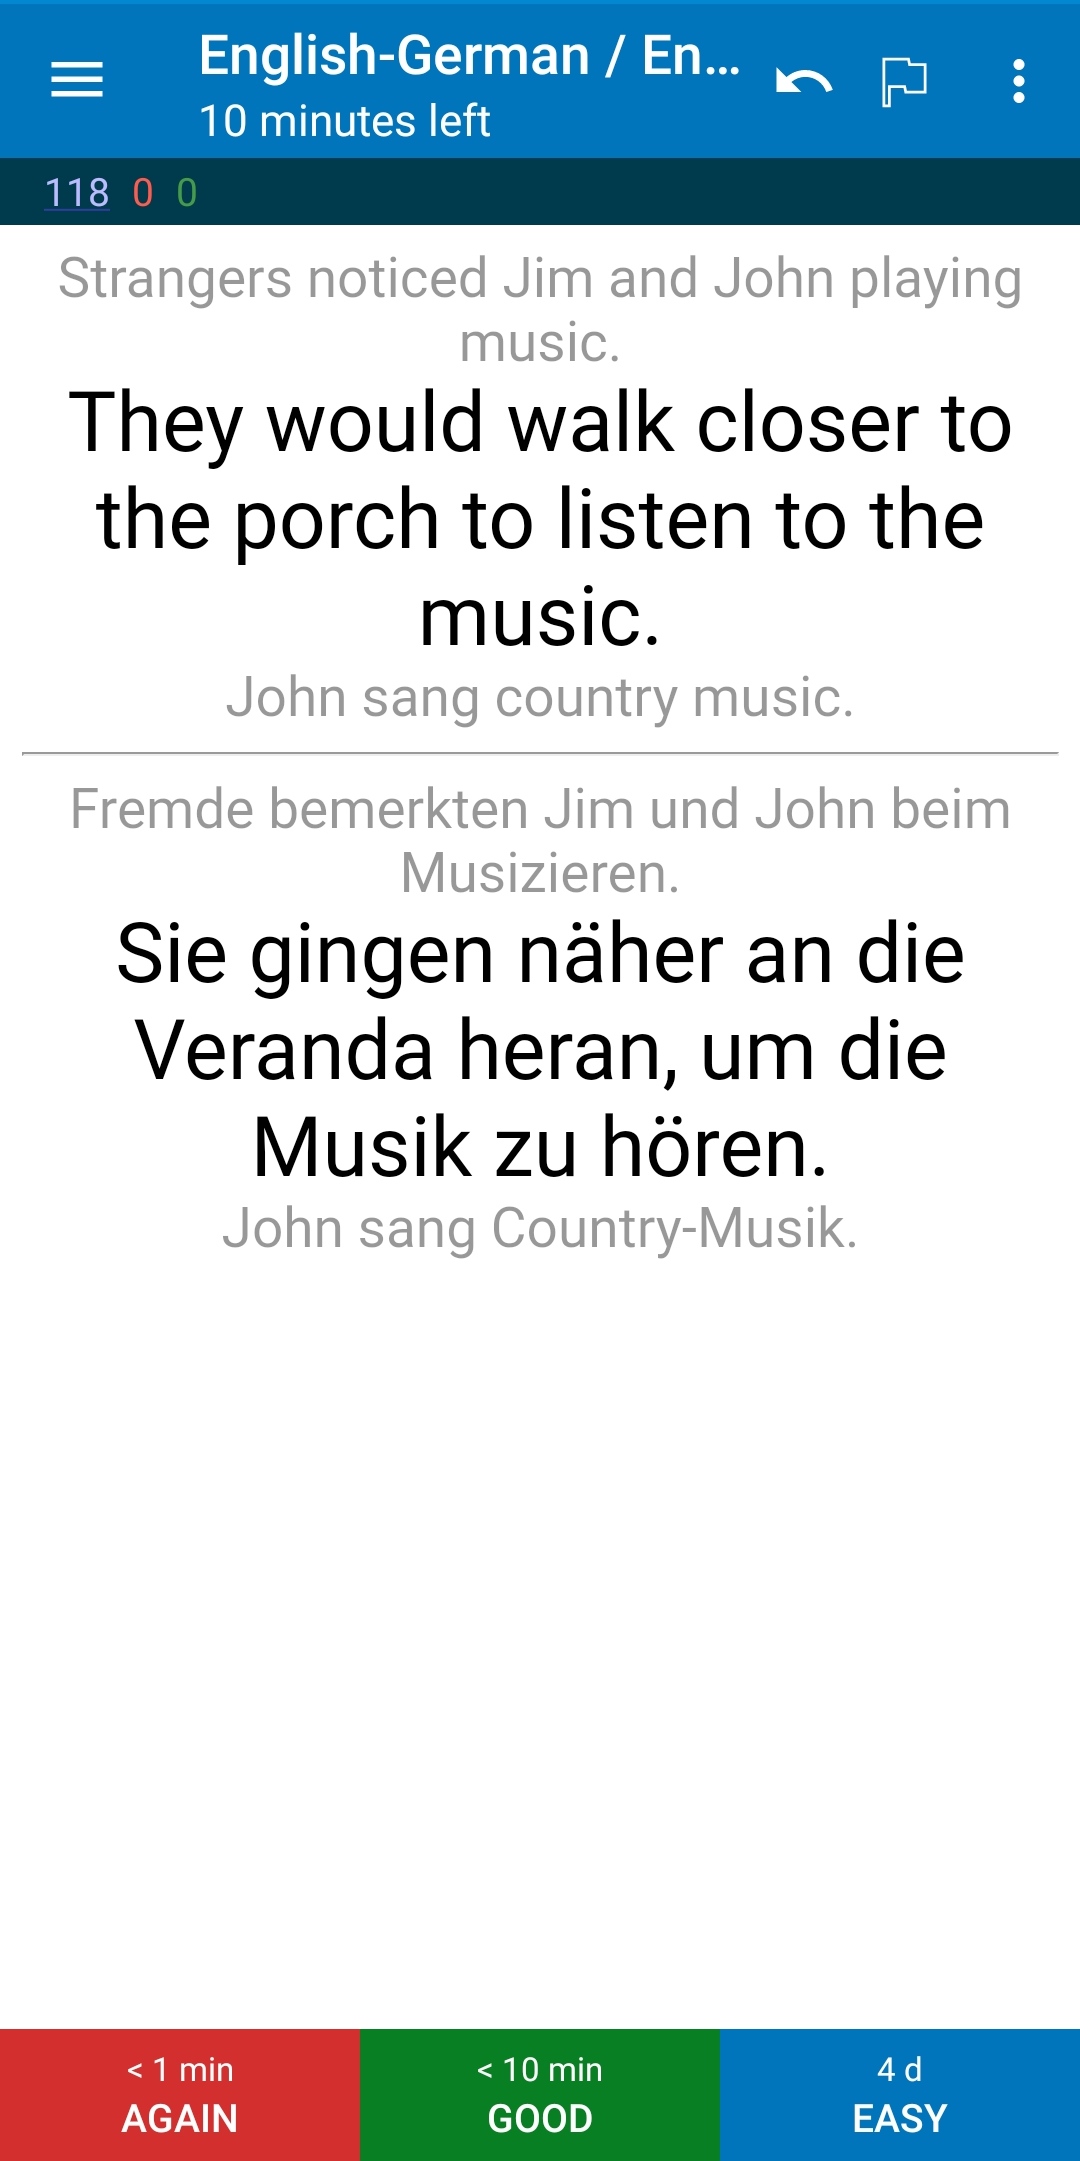 English-German / En...
10 minutes left
118 0 0
Strangers noticed Jim and John playing
music.
They would walk closer to
the porch to listen to the
music.
John sang country music.
Fremde bemerkten Jim und John beim
Musizieren.
Sie gingen näher an die
Veranda heran, um die
Musik zu hören.
John sang Country-Musik.
< 1 min
AGAIN
< 10 min
GOOD
4 d
EASY